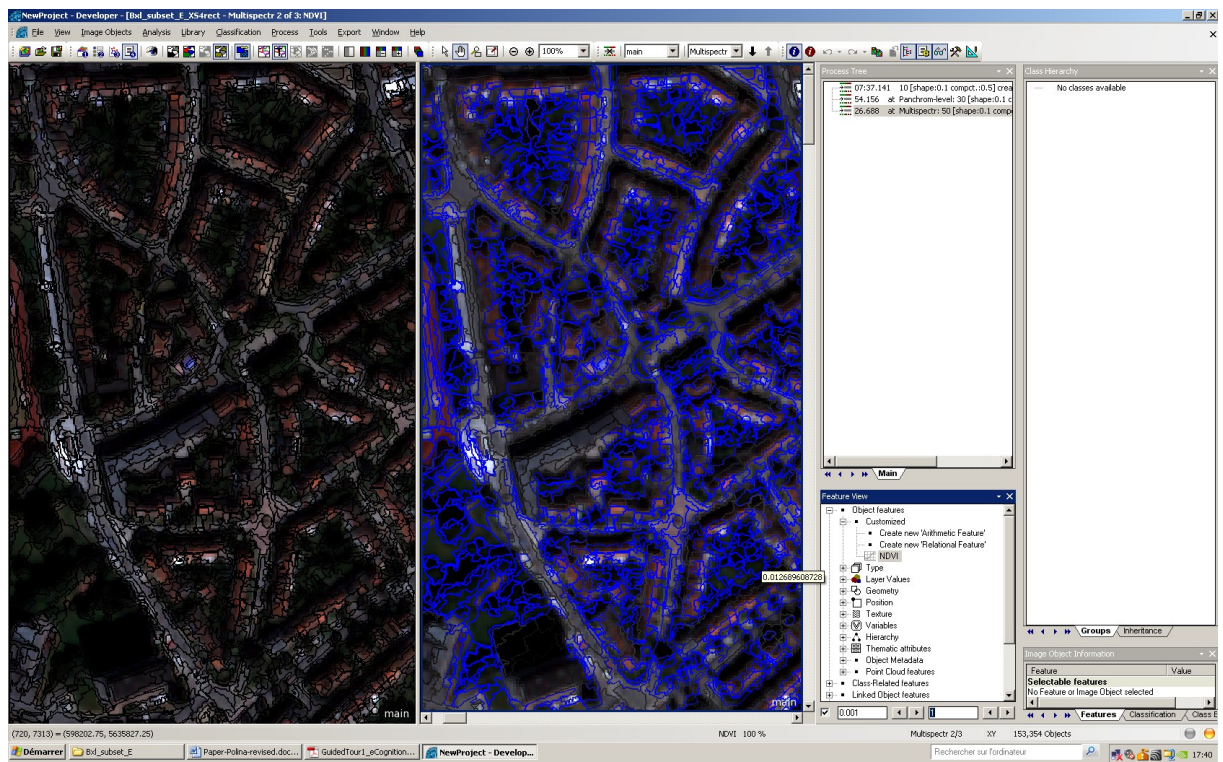 NewProject - Developer - [Bxl_subset_E_XS4rect - Multispectr 2 of 3: NDVI]
File View Image Objects Analysis Library Classification Process Tools Export Window Help
100% main Multispectr
Process Tree
07:37.141 10 [shape:0.1 compct.:0.5] crea
54.156 at Panchrom-level: 30 [shape:0.1 c
26.688 at Multispectr: 50 [shape:0.1 comp
Main
Class Hierarchy
No classes available
Groups Inheritance
Feature View
Object features
Customized
Create new 'Arithmetic Feature'
Create new 'Relational Feature'
NDVI
Type
Layer Values
Geometry
Position
Texture
Variables
Hierarchy
Thematic attributes
Object Metadata
Point Cloud features
Class-Related features
Linked Object features
0.001
0.012689608728
Image Object Information
Feature Value
Selectable features
No Feature or Image Object selected
Features Classification Class E
main
main
(720, 7313) = (598202.75, 5635827.25) NDVI 100 % Multispectr 2/3 XY 153,354 Objects
Démarrer Bxl_subset_E Paper-Polina-revised.doc... GuidedTour1_eCognition... NewProject - Develop... Rechercher sur l'ordinateur 17:40